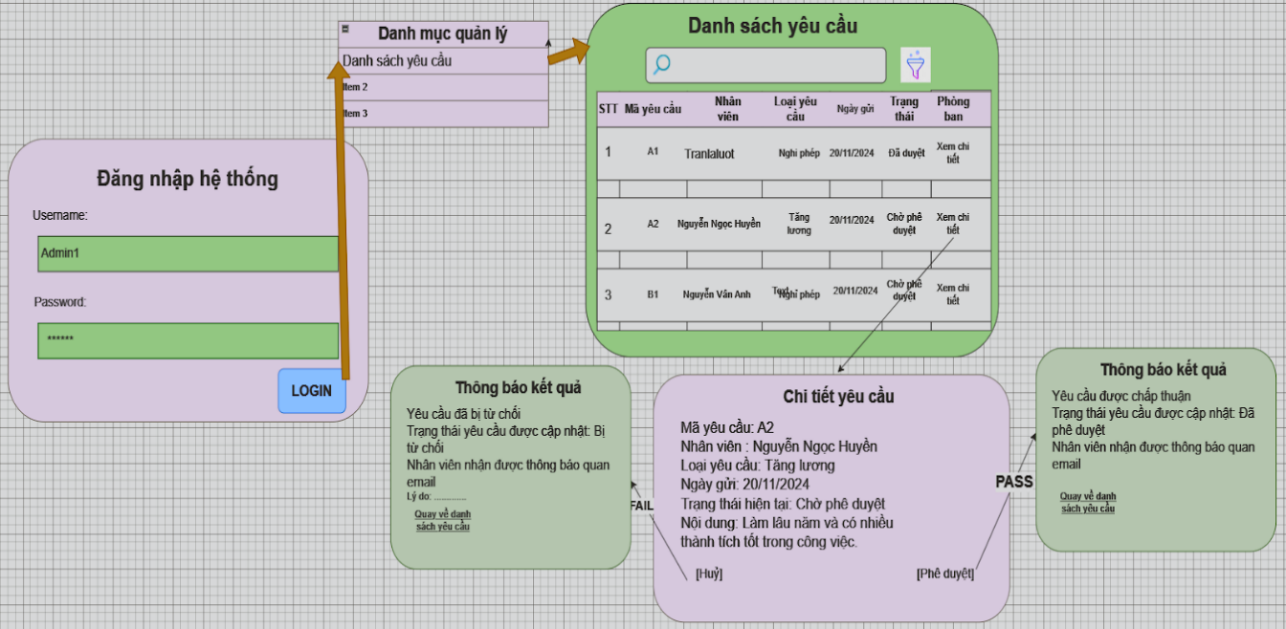 Danh mục quản lý
Danh sách yêu cầu
Item 2
Item 3
Đăng nhập hệ thống
Username:
Admin1
Password:
******
LOGIN
Danh sách yêu cầu
STT Mã yêu cầu Nhân viên Loại yêu cầu Ngày gửi Trạng thái Phòng ban
1 A1 Trantaluot Nghỉ phép 20/11/2024 Đã duyệt Xem chi tiết
2 A2 Nguyễn Ngọc Huyền Tăng lương 20/11/2024 Chờ phê duyệt Xem chi tiết
3 B1 Nguyễn Vân Anh Nghỉ phép 20/11/2024 Chờ phê duyệt Xem chi tiết
Thông báo kết quả
Yêu cầu đã bị từ chối
Trạng thái yêu cầu được cập nhật: Bị
từ chối
Nhân viên nhận được thông báo quan
email
Lý do: ..............
Quay về danh
sách yêu cầu
FAIL
Chi tiết yêu cầu
Mã yêu cầu: A2
Nhân viên : Nguyễn Ngọc Huyền
Loại yêu cầu: Tăng lương
Ngày gửi: 20/11/2024
Trạng thái hiện tại: Chờ phê duyệt
Nội dung: Làm lâu năm và có nhiều
thành tích tốt trong công việc.
[Huỷ]
[Phê duyệt]
PASS
Thông báo kết quả
Yêu cầu được chấp thuận
Trạng thái yêu cầu được cập nhật: Đã
phê duyệt
Nhân viên nhận được thông báo quan
email
Quay về danh
sách yêu cầu